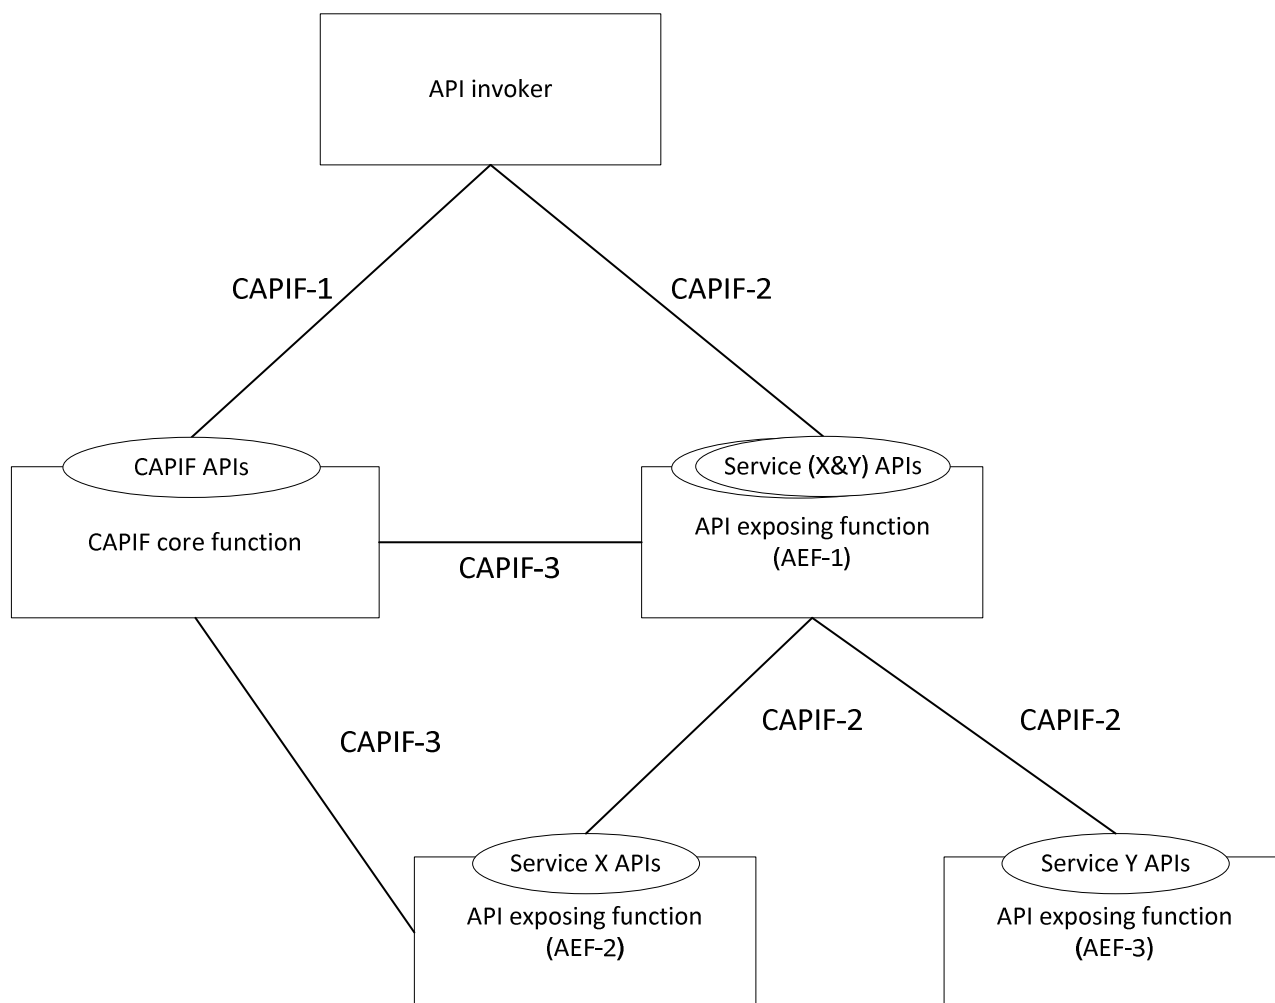 API invoker
CAPIF-1
CAPIF-2
CAPIF APIs
Service (X&Y) APIs
CAPIF core function
API exposing function
(AEF-1)
CAPIF-3
CAPIF-3
CAPIF-2
CAPIF-2
Service X APIs
Service Y APIs
API exposing function
(AEF-2)
API exposing function
(AEF-3)